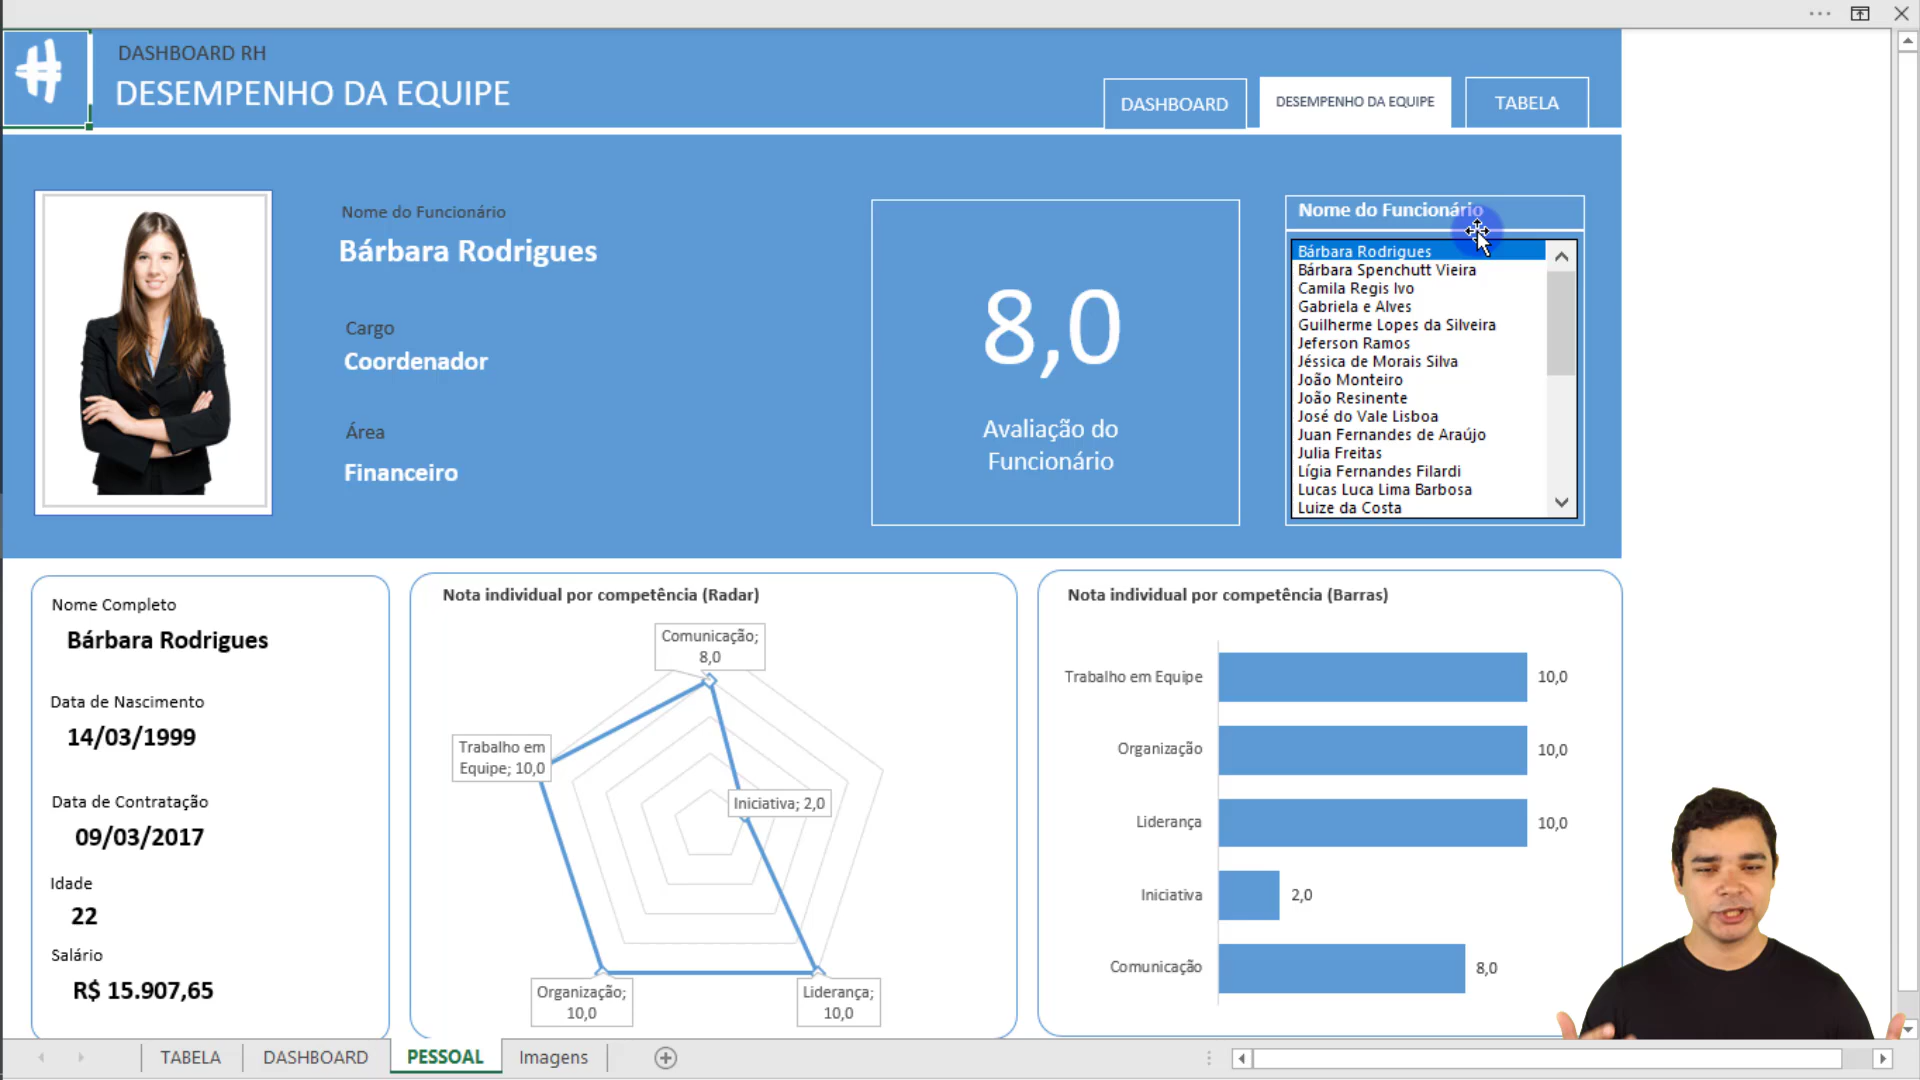 DASHBOARD RH
DESEMPENHO DA EQUIPE
DASHBOARD
DESEMPENHO DA EQUIPE
TABELA
Nome do Funcionário
Bárbara Rodrigues
Cargo
Coordenador
Área
Financeiro
8,0
Avaliação do
Funcionário
Nome do Funcionário
Bárbara Rodrigues
Bárbara Spenchutt Vieira
Camila Regis Ivo
Gabriela e Alves
Guilherme Lopes da Silveira
Jeferson Ramos
Jéssica de Morais Silva
João Monteiro
João Resinente
José do Vale Lisboa
Juan Fernandes de Araújo
Julia Freitas
Lígia Fernandes Filardi
Lucas Luca Lima Barbosa
Luize da Costa
Nome Completo
Bárbara Rodrigues
Data de Nascimento
14/03/1999
Data de Contratação
09/03/2017
Idade
22
Salário
R$ 15.907,65
Nota individual por competência (Radar)
Comunicação;
8,0
Trabalho em
Equipe; 10,0
Iniciativa; 2,0
Organização;
10,0
Liderança;
10,0
Nota individual por competência (Barras)
Trabalho em Equipe 10,0
Organização 10,0
Liderança 10,0
Iniciativa 2,0
Comunicação 8,0
TABELA
DASHBOARD
PESSOAL
Imagens